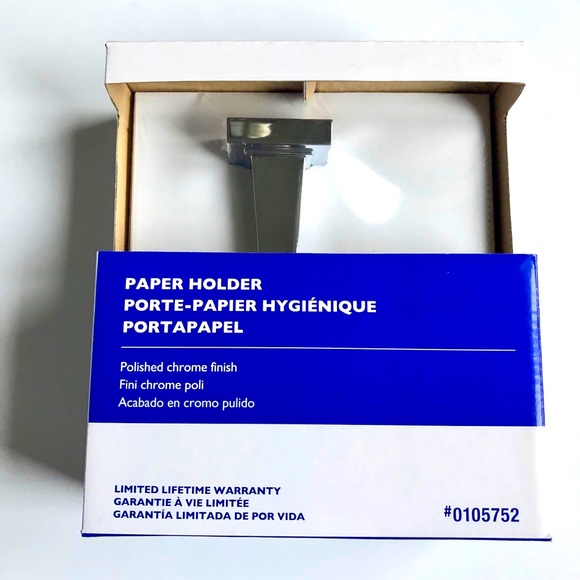 PAPER HOLDER
PORTE-PAPIER HYGIÉNIQUE
PORTAPAPEL
Polished chrome finish
Fini chrome poli
Acabado en cromo pulido
LIMITED LIFETIME WARRANTY
GARANTIE À VIE LIMITÉE
GARANTÍA LIMITADA DE POR VIDA
#0105752